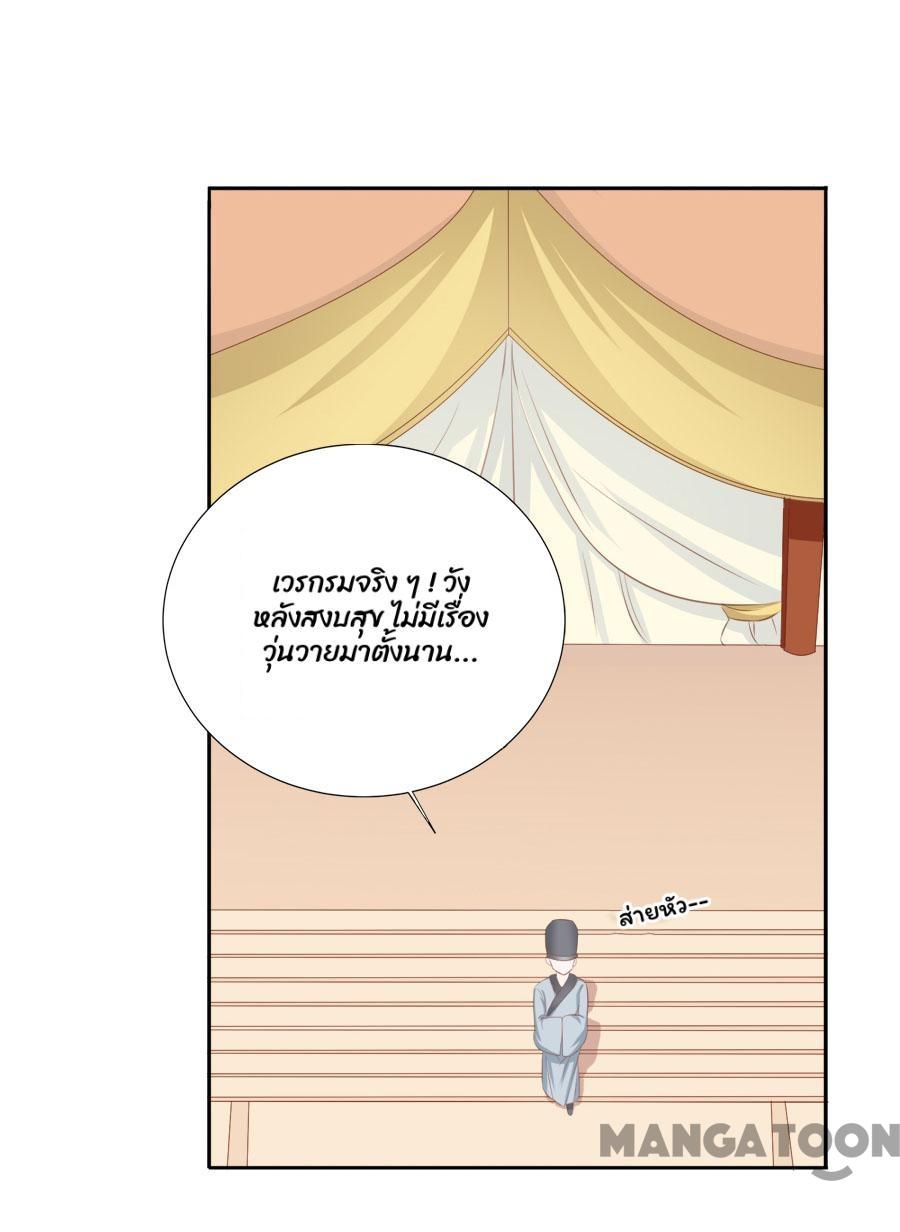 เวรกรมจริง ๆ ! วัง
หลังสงบสุข ไม่มีเรื่อง
วุ่นวายมาตั้งนาน...
ส่ายหัว--
MANGATOON